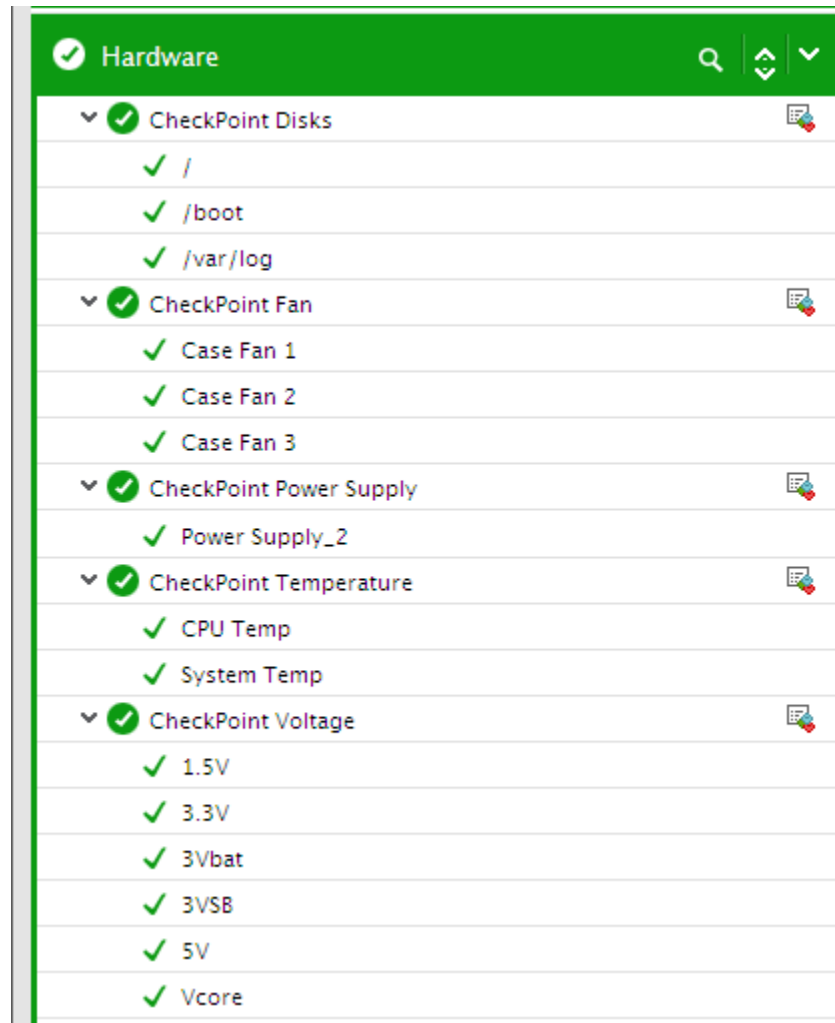 Hardware
CheckPoint Disks
/
/boot
/var/log
CheckPoint Fan
Case Fan 1
Case Fan 2
Case Fan 3
CheckPoint Power Supply
Power Supply_2
CheckPoint Temperature
CPU Temp
System Temp
CheckPoint Voltage
1.5V
3.3V
3Vbat
3VSB
5V
Vcore